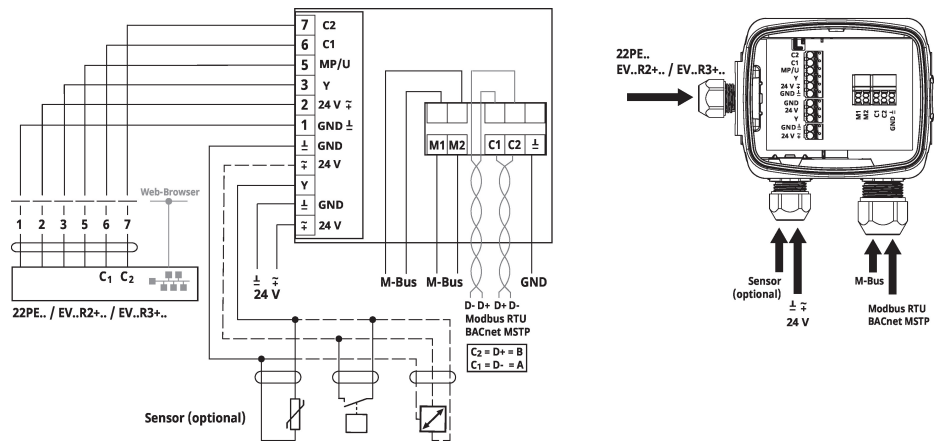 7 C2
6 C1
5 MP/U
3 Y
2 24 V
1 GND
GND
24 V
Y
GND
24 V
M1 M2 C1 C2
Web-Browser
1 2 3 5 6 7
C1 C2
22PE.. / EV..R2+.. / EV..R3+..
24 V
M-Bus M-Bus GND
D- D+ D+ D-
Modbus RTU
BACnet MSTP
C2 = D+ = B
C1 = D- = A
Sensor (optional)
22PE..
EV..R2+.. / EV..R3+..
C2
C1
MP/U
Y
24 V
GND
GND
24 V
Y
GND
24 V
M1
M2
C1
C2
GND
Sensor
(optional)
24 V
M-Bus
Modbus RTU
BACnet MSTP